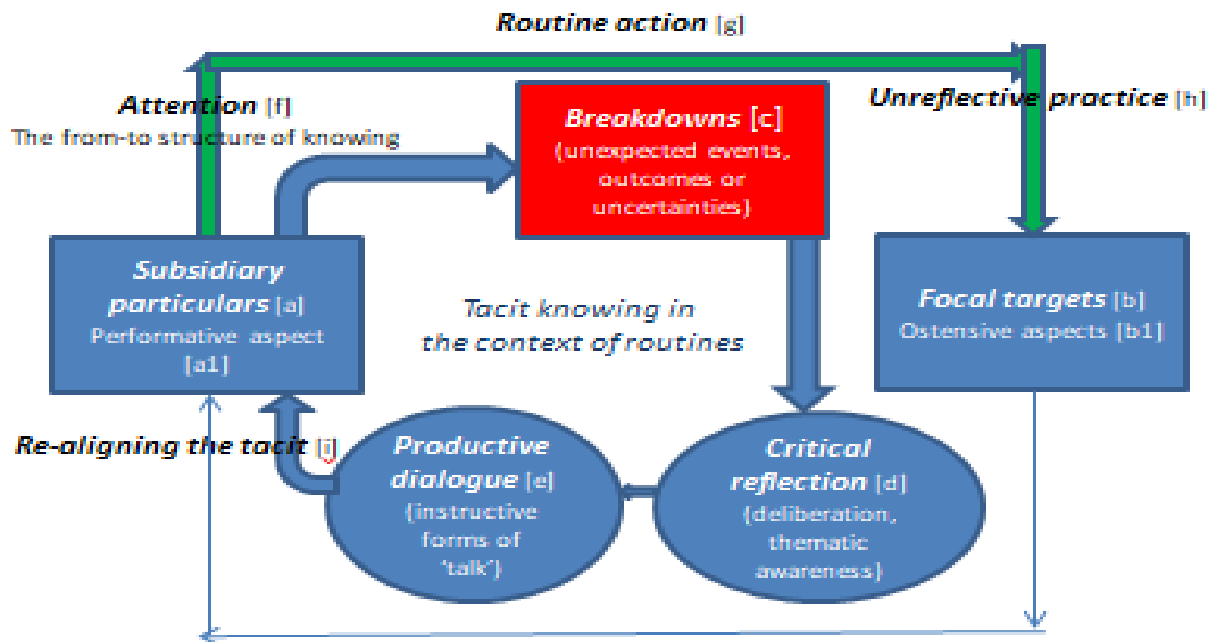 Routine action [g]
Attention [f]
The from-to structure of knowing
Unreflective practice [h]
Breakdowns [c]
(unexpected events,
outcomes or
uncertainties)
Subsidiary
particulars [a]
Performative aspect
[a1]
Tacit knowing in
the context of routines
Focal targets [b]
Ostensive aspects [b1]
Re-aligning the tacit [i]
Productive
dialogue [e]
(instructive
forms of
‘talk’)
Critical
reflection [d]
(deliberation,
thematic
awareness)